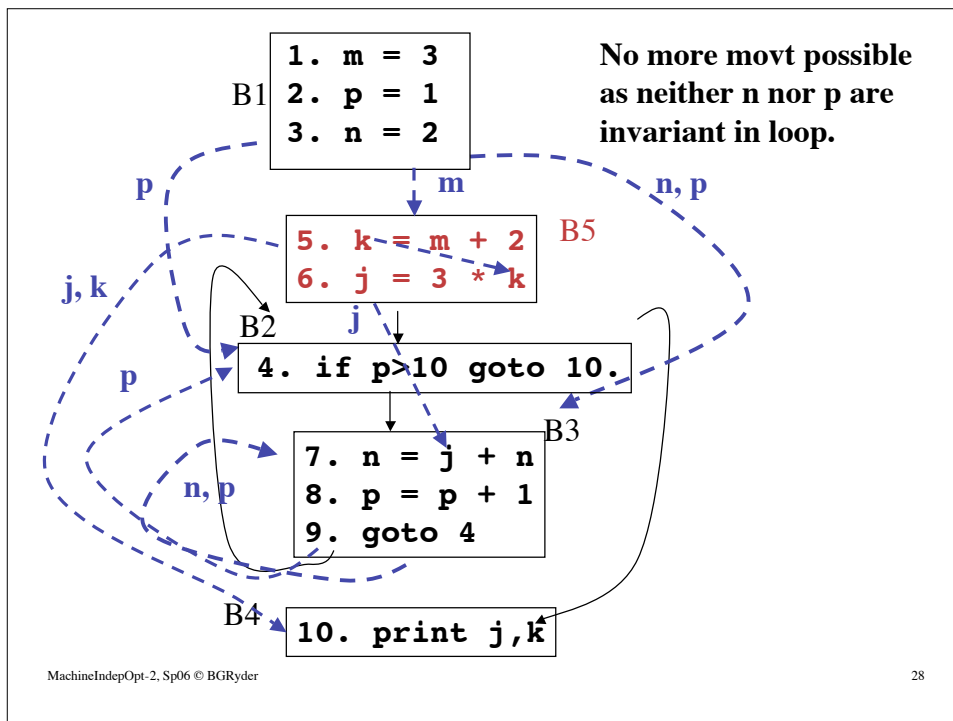 1. m = 3
2. p = 1
3. n = 2
B1
No more movt possible
as neither n nor p are
invariant in loop.
p
m
n, p
5. k = m + 2
6. j = 3 * k
B5
j, k
j
B2
4. if p>10 goto 10.
p
B3
7. n = j + n
8. p = p + 1
9. goto 4
n, p
B4
10. print j,k
MachineIndepOpt-2, Sp06 © BGRyder
28